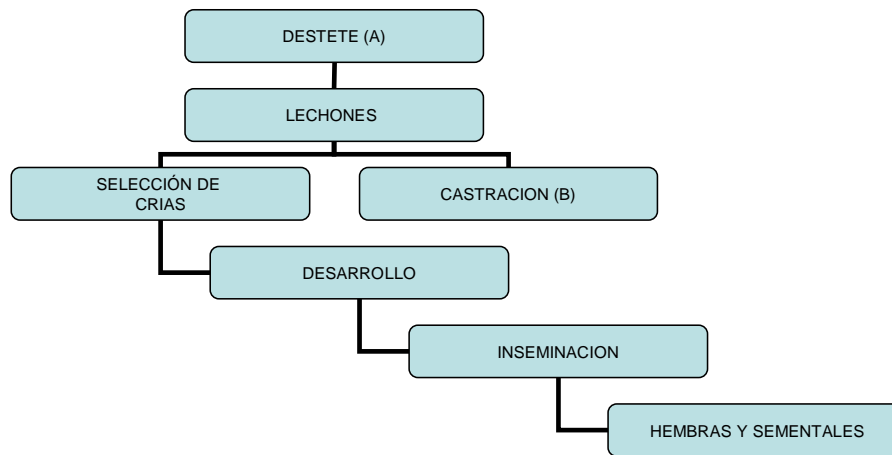 DESTETE (A)
LECHONES
SELECCIÓN DE
CRIAS
CASTRACION (B)
DESARROLLO
INSEMINACION
HEMBRAS Y SEMENTALES